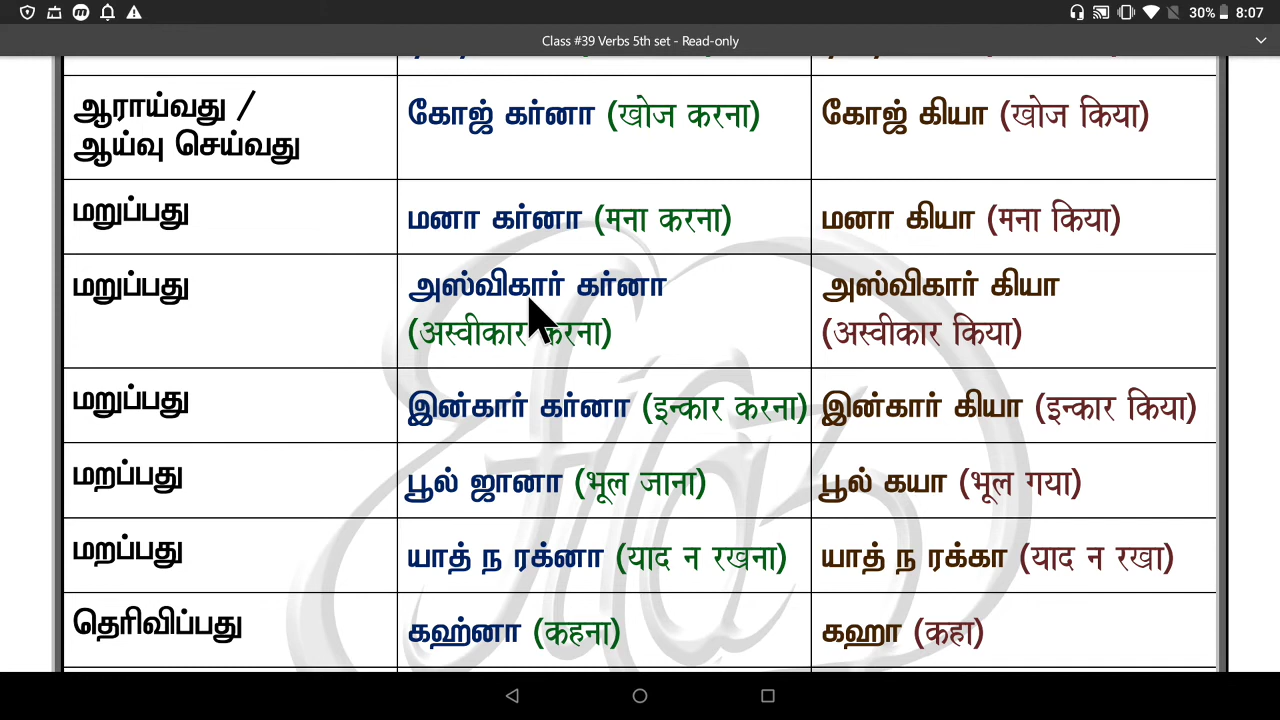 30% 8:07
Class #39 Verbs 5th set - Read-only
ஆராய்வது /
ஆய்வு செய்வது
கோஜ் கர்னா (खोज करना)
கோஜ் கியா (खोज किया)
மறுப்பது
மனா கர்னா (मना करना)
மனா கியா (मना किया)
மறுப்பது
அஸ்விகார் கர்னா
(अस्वीकार करना)
அஸ்விகார் கியா
(अस्वीकार किया)
மறுப்பது
இன்கார் கர்னா (इन्कार करना)
இன்கார் கியா (इन्कार किया)
மறப்பது
பூல் ஜானா (भूल जाना)
பூல் கயா (भूल गया)
மறப்பது
யாத் ந ரக்னா (याद न रखना)
யாத் ந ரக்கா (याद न रखा)
தெரிவிப்பது
கஹ்னா (कहना)
கஹா (कहा)